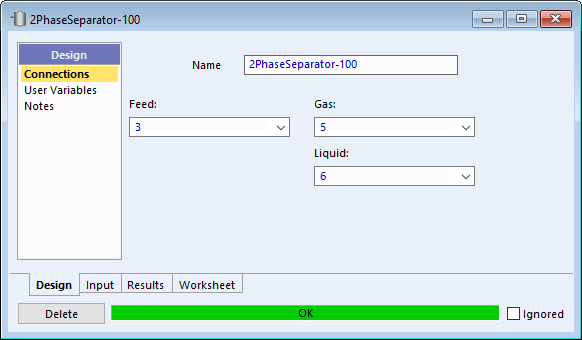 2PhaseSeparator-100
Design
Connections
User Variables
Notes
Name 2PhaseSeparator-100
Feed: Gas:
3 5
Liquid:
6
Design Input Results Worksheet
Delete OK Ignored